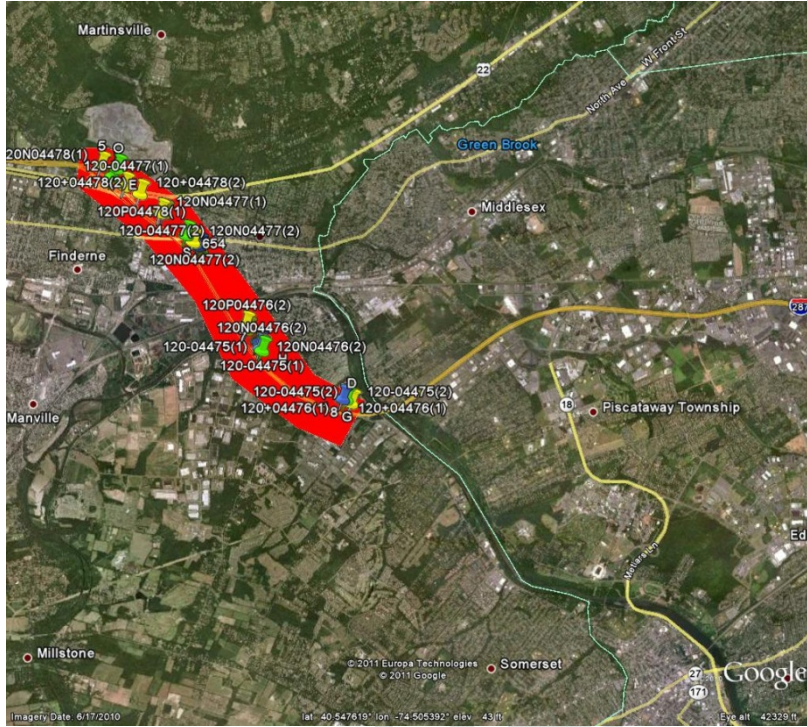 Martinsville
22
North Ave
W Front St
Green Brook
5 O
20N04478(1)
120-04477(1)
120+04478(2) E 120+04478(2)
120N04477(1)
120P04478(1)
Middlesex
120-04477(2) 120N04477(2)
S 654
120N04477(2)
Finderne
287
120P04476(2)
120N04476(2)
120-04475(1) 120N04476(2)
120-04475(1)
D
120-04475(2) 120-04475(2)
120+04476(1) 8 G 120+04476(1)
Manville
18
Piscataway Township
Ed
Metlars Ln
Millstone
© 2011 Europa Technologies
© 2011 Google
Somerset
27
171
Google
Imagery Date: 6/17/2010
lat 40.547619° lon -74.505392° elev 43 ft
Eye alt 42329 ft